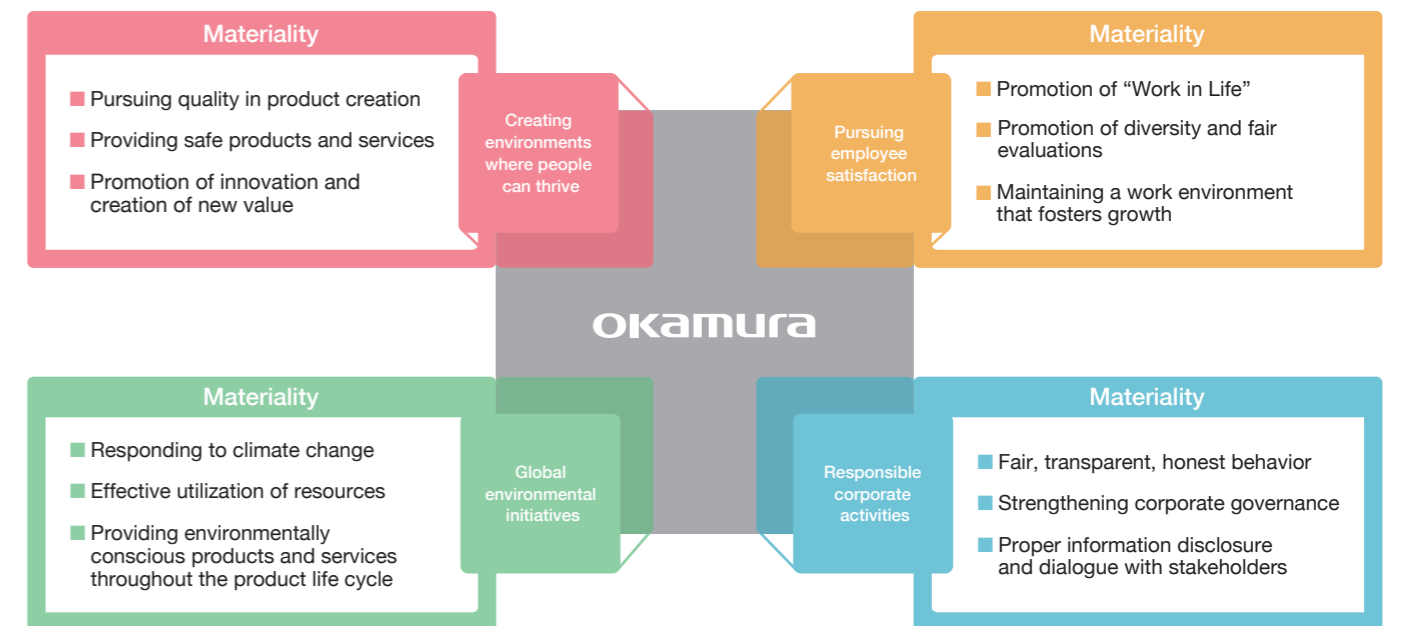 Materiality
■ Pursuing quality in product creation
■ Providing safe products and services
■ Promotion of innovation and
creation of new value
Creating
environments
where people
can thrive
Materiality
■ Promotion of “Work in Life”
■ Promotion of diversity and fair
evaluations
■ Maintaining a work environment
that fosters growth
Pursuing
employee
satisfaction
okamura
Materiality
■ Responding to climate change
■ Effective utilization of resources
■ Providing environmentally
conscious products and services
throughout the product life cycle
Global
environmental
initiatives
Materiality
■ Fair, transparent, honest behavior
■ Strengthening corporate governance
■ Proper information disclosure
and dialogue with stakeholders
Responsible
corporate
activities